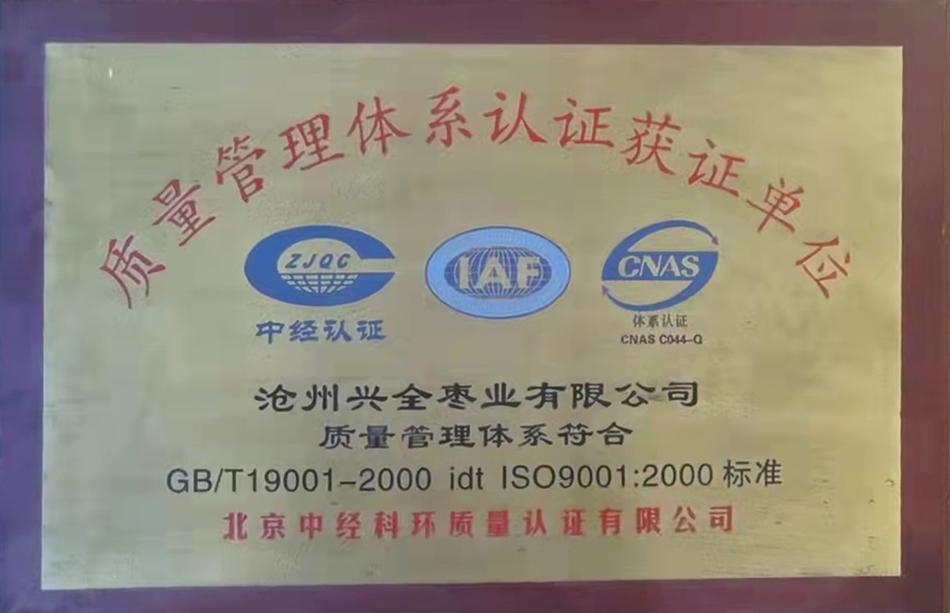 质量管理体系认证获证单位
ZJQC
IAF
CNAS
中经认证
体系认证
CNAS C044-Q
沧州兴全枣业有限公司
质量管理体系符合
GB/T19001-2000 idt ISO9001:2000 标准
北京中经科环质量认证有限公司